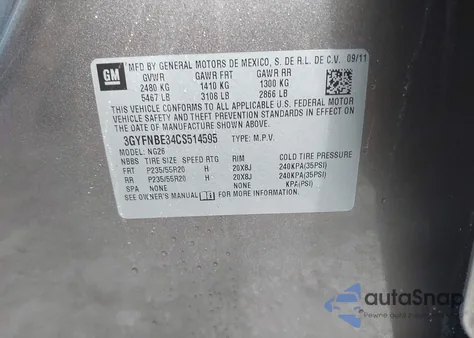 GM
MFD BY GENERAL MOTORS DE MEXICO, S. DE R.L. DE C.V. 09/11
GVWR GAWR FRT GAWR RR
2480 KG 1410 KG 1300 KG
5467 LB 3108 LB 2866 LB
THIS VEHICLE CONFORMS TO ALL APPLICABLE U.S. FEDERAL MOTOR
VEHICLE SAFETY AND THEFT PREVENTION STANDARDS IN EFFECT ON
THE DATE OF MANUFACTURE SHOWN ABOVE.
3GYFNBE34CS514595 TYPE: M.P.V.
MODEL: NG26
NBBS TIRE SIZE SPEED RTG RIM COLD TIRE PRESSURE
FRT P235/55R20 H 20X8J 240KPA(35PSI)
RR P235/55R20 H 20X8J 240KPA(35PSI)
SPA NONE NONE KPA(PSI)
SEE OWNER'S MANUAL FOR MORE INFORMATION.
autoSnap